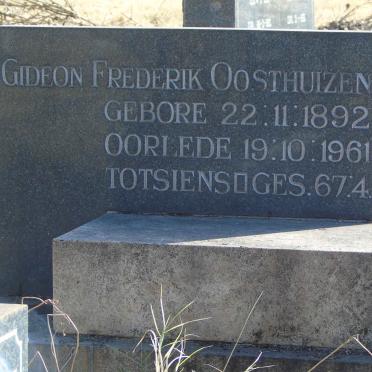 GIDEON FREDERIK OOSTHUIZEN
GEBORE 22.11.1892
OORLEDE 19.10.1961
TOTSIENS GES. 67.4